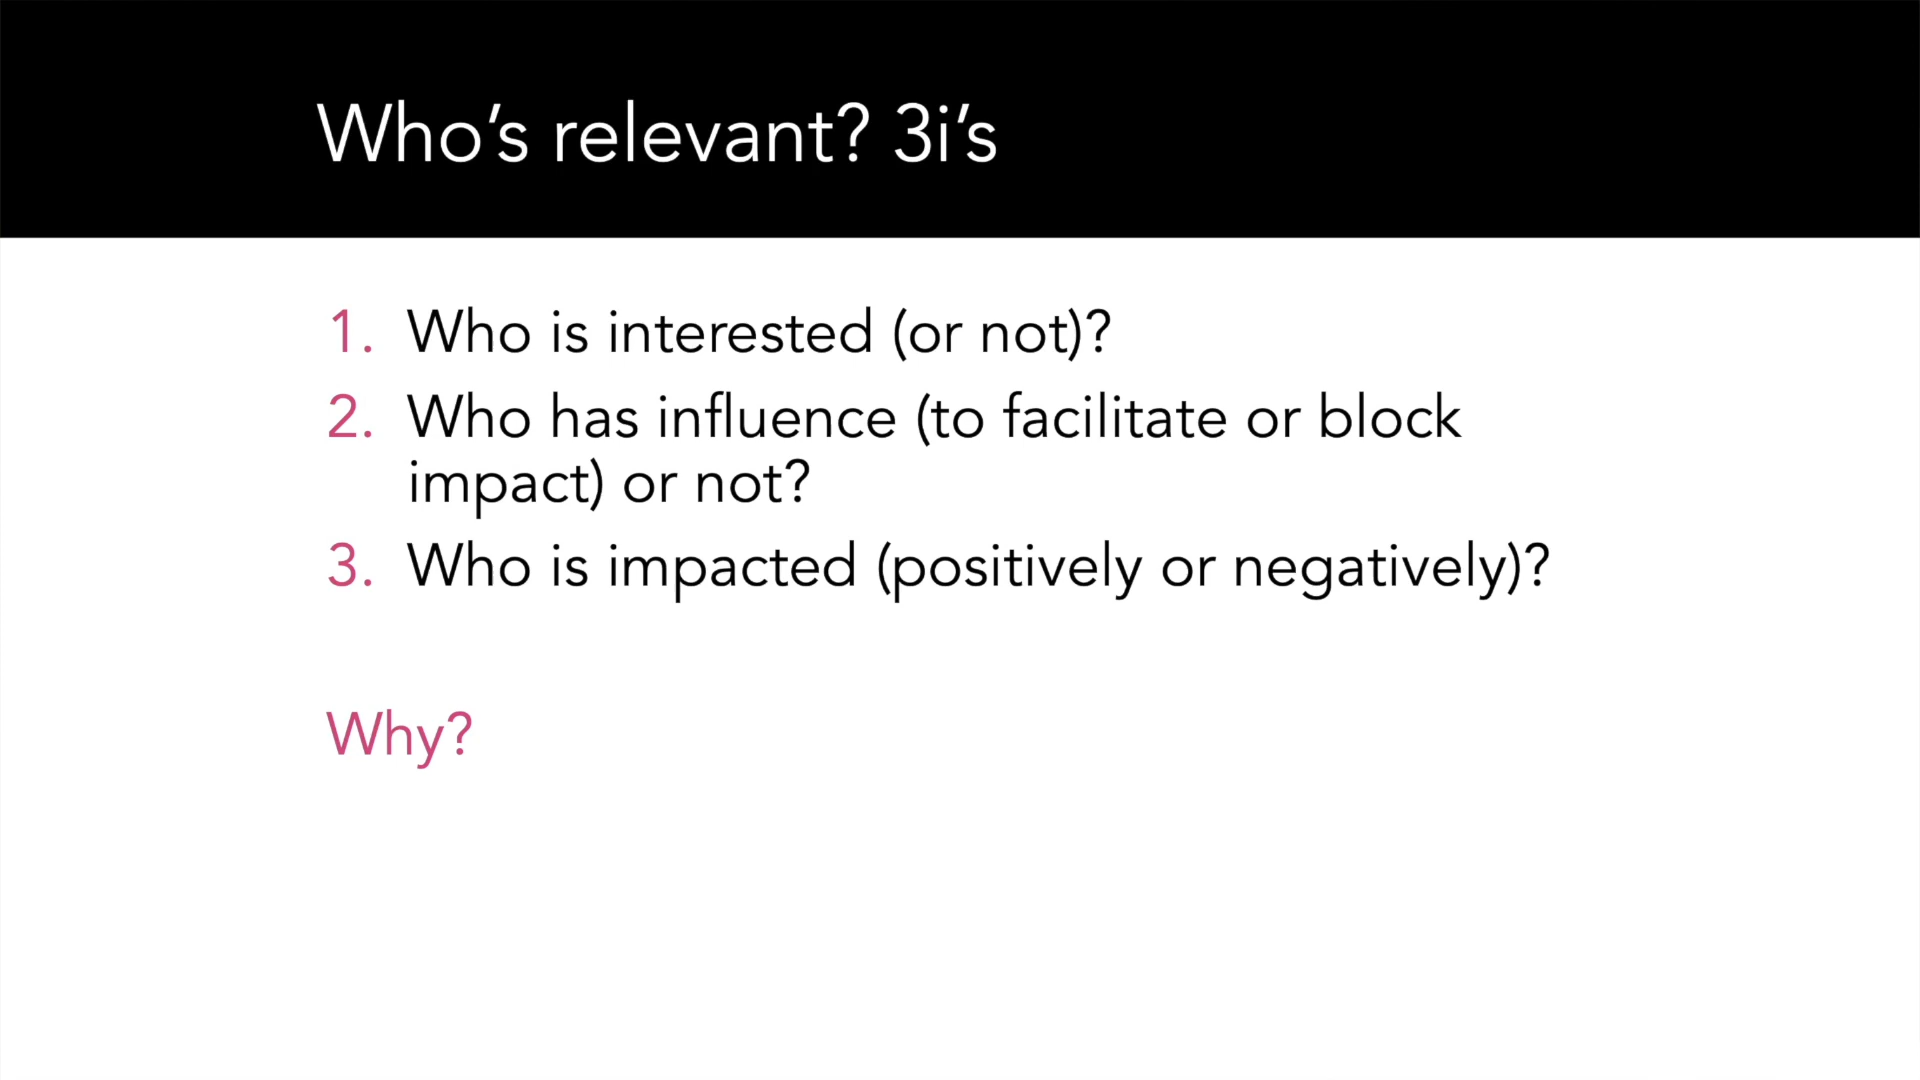 Who’s relevant? 3i’s
1. Who is interested (or not)?
2. Who has influence (to facilitate or block
impact) or not?
3. Who is impacted (positively or negatively)?
Why?